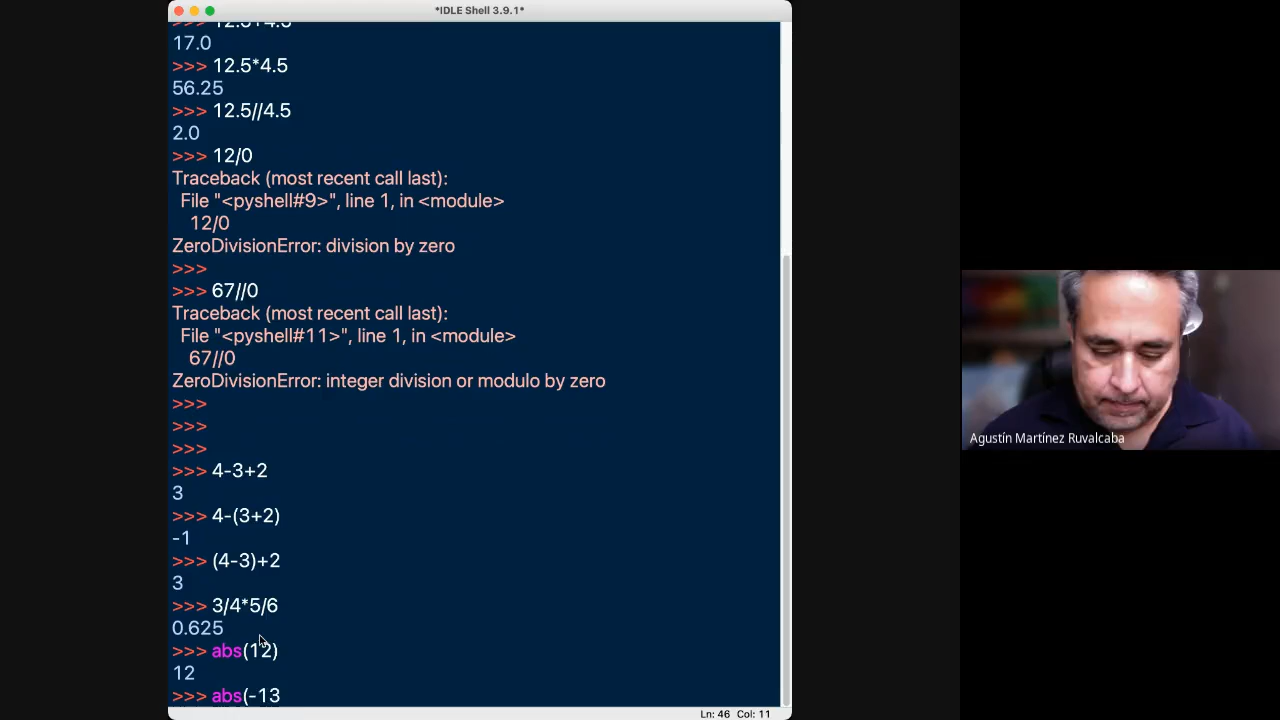 *IDLE Shell 3.9.1*
>>> 12.5+4.5
17.0
>>> 12.5*4.5
56.25
>>> 12.5//4.5
2.0
>>> 12/0
Traceback (most recent call last):
  File "<pyshell#9>", line 1, in <module>
    12/0
ZeroDivisionError: division by zero
>>>
>>> 67//0
Traceback (most recent call last):
  File "<pyshell#11>", line 1, in <module>
    67//0
ZeroDivisionError: integer division or modulo by zero
>>>
>>>
>>>
>>> 4-3+2
3
>>> 4-(3+2)
-1
>>> (4-3)+2
3
>>> 3/4*5/6
0.625
>>> abs(12)
12
>>> abs(-13
Ln: 46 Col: 11
Agustín Martínez Ruvalcaba